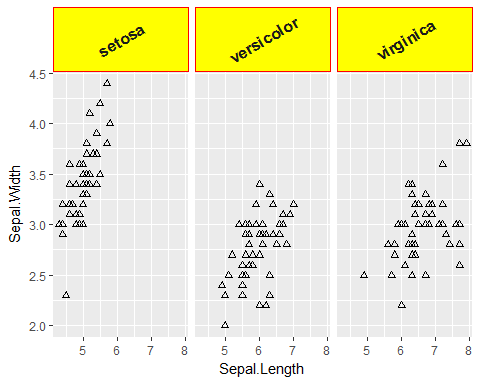 setosa
versicolor
virginica
4.5
4.0
3.5
3.0
2.5
2.0
Sepal.Width
5 6 7 8
5 6 7 8
5 6 7 8
Sepal.Length